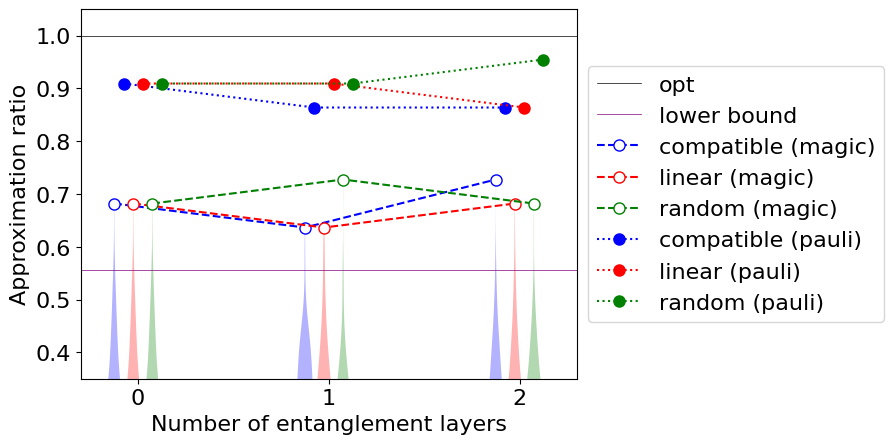 1.0
0.9
0.8
0.7
0.6
0.5
0.4
Approximation ratio
0 1 2
Number of entanglement layers
opt
lower bound
compatible (magic)
linear (magic)
random (magic)
compatible (pauli)
linear (pauli)
random (pauli)